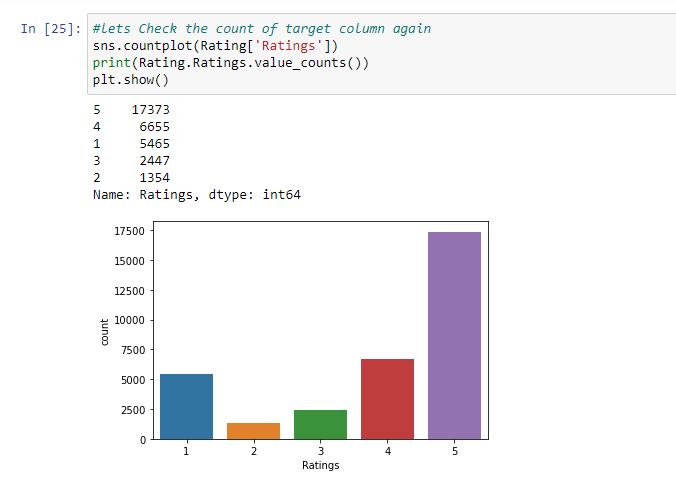 In [25]: #Lets Check the count of target column again
sns.countplot(Rating['Ratings'])
print(Rating.Ratings.value_counts())
plt.show()
5 17373
4 6655
1 5465
3 2447
2 1354
Name: Ratings, dtype: int64
17500
15000
12500
10000
7500
5000
2500
0
count
1 2 3 4 5
Ratings